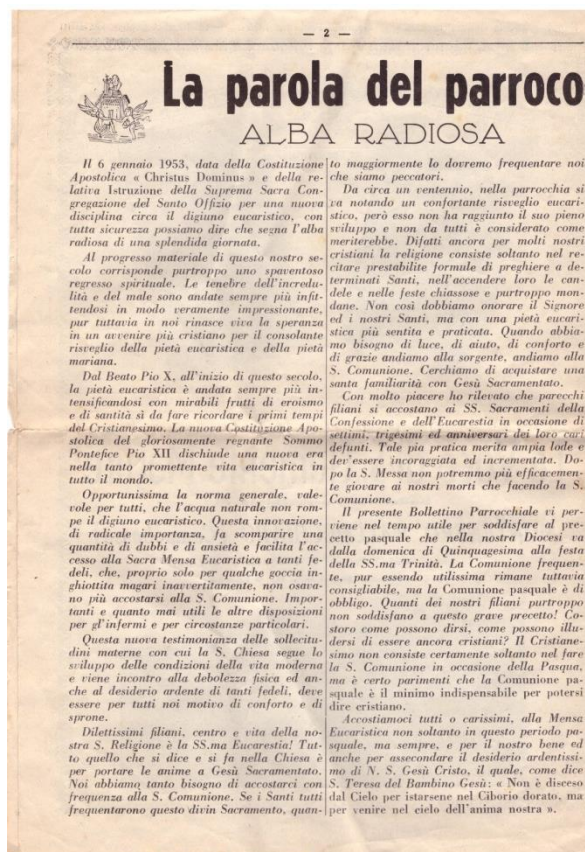 — 2 —
La parola del parroco
ALBA RADIOSA
Il 6 gennaio 1953, data della Costituzione
Apostolica « Christus Dominus » e della re-
lativa Istruzione della Suprema Sacra Con-
gregazione del Santo Offizio per una nuova
disciplina circa il digiuno eucaristico, con
tutta sicurezza possiamo dire che segna l'alba
radiosa di una splendida giornata.
Al progresso materiale di questo nostro se-
colo corrisponde purtroppo uno spaventoso
regresso spirituale. Le tenebre dell'incredu-
lità e del male sono andate sempre più infit-
tendosi in modo veramente impressionante,
pur tuttavia in noi rinasce viva la speranza
in un avvenire più cristiano per il consolante
risveglio della pietà eucaristica e della pietà
mariana.
Dal Beato Pio X, all'inizio di questo secolo,
la pietà eucaristica è andata sempre più in-
tensificandosi con mirabili frutti di eroismo
e di santità sì da fare ricordare i primi tempi
del Cristianesimo. La nuova Costituzione Apo-
stolica del gloriosamente regnante Sommo
Pontefice Pio XII dischiude una nuova era
nella tanto promettente vita eucaristica in
tutto il mondo.
Opportunissima la norma generale, vale-
vole per tutti, che l'acqua naturale non rom-
pe il digiuno eucaristico. Questa innovazione,
di radicale importanza, fa scomparire una
quantità di dubbi e di ansietà e facilita l'ac-
cesso alla Sacra Mensa Eucaristica a tanti fe-
deli, che, proprio solo per qualche goccia in-
ghiottita magari inavvertitamente, non osava-
no più accostarsi alla S. Comunione. Impor-
tanti e quanto mai utili le altre disposizioni
per gl'infermi e per circostanze particolari.
Questa nuova testimonianza delle sollecitu-
dini materne con cui la S. Chiesa segue lo
sviluppo delle condizioni della vita moderna
e viene incontro alla debolezza fisica ed an-
che al desiderio ardente di tanti fedeli, deve
essere per tutti noi motivo di conforto e di
sprone.
Dilettissimi filiani, centro e vita della no-
stra S. Religione è la SS.ma Eucarestia! Tut-
to quello che si dice e si fa nella Chiesa è
per portare le anime a Gesù Sacramentato.
Noi abbiamo tanto bisogno di accostarci con
frequenza alla S. Comunione. Se i Santi tutti
frequentarono questo divin Sacramento, quan-
to maggiormente lo dovremo frequentare noi
che siamo peccatori.
Da circa un ventennio, nella parrocchia si
va notando un confortante risveglio eucari-
stico, però esso non ha raggiunto il suo pieno
sviluppo e non da tutti è considerato come
meriterebbe. Difatti ancora per molti nostri
cristiani la religione consiste soltanto nel re-
citare prestabilite formule di preghiere a de-
terminati Santi, nell'accendere loro le can-
dele e nelle feste chiassose e purtroppo mon-
dane. Non così dobbiamo onorare il Signore
ed i nostri Santi, ma con una pietà eucari-
stica più sentita e praticata. Quando abbia-
mo bisogno di luce, di aiuto, di conforto e
di grazie andiamo alla sorgente, andiamo alla
S. Comunione. Cerchiamo di acquistare una
santa familiarità con Gesù Sacramentato.
Con molto piacere ho rilevato che parecchi
filiani si accostano ai SS. Sacramenti della
Confessione e dell'Eucarestia in occasione di
settimi, trigesimi ed anniversari dei loro cari
defunti. Tale pia pratica merita ampia lode e
dev'essere incoraggiata ed incrementata. Do-
po la S. Messa non potremmo più efficacemen-
te giovare ai nostri morti che facendo la S.
Comunione.
Il presente Bollettino Parrocchiale vi per-
viene nel tempo utile per soddisfare al pre-
cetto pasquale che nella nostra Diocesi va
dalla domenica di Quinquagesima alla festa
della SS.ma Trinità. La Comunione frequen-
te, pur essendo utilissima rimane tuttavia
consigliabile, ma la Comunione pasquale è di
obbligo. Quanti dei nostri filiani purtroppo
non soddisfano a questo grave precetto! Co-
storo come possono dirsi, come possono illu-
dersi di essere ancora cristiani? Il Cristiane-
simo non consiste certamente soltanto nel fare
la S. Comunione in occasione della Pasqua,
ma è certo parimenti che la Comunione pa-
squale è il minimo indispensabile per potersi
dire cristiano.
Accostiamoci tutti o carissimi, alla Mensa
Eucaristica non soltanto in questo periodo pa-
squale, ma sempre, e per il nostro bene ed
anche per assecondare il desiderio ardentissi-
mo di N. S. Gesù Cristo, il quale, come dice
S. Teresa del Bambino Gesù: « Non è disceso
dal Cielo per istarsene nel Ciborio dorato, ma
per venire nel cielo dell'anima nostra ».